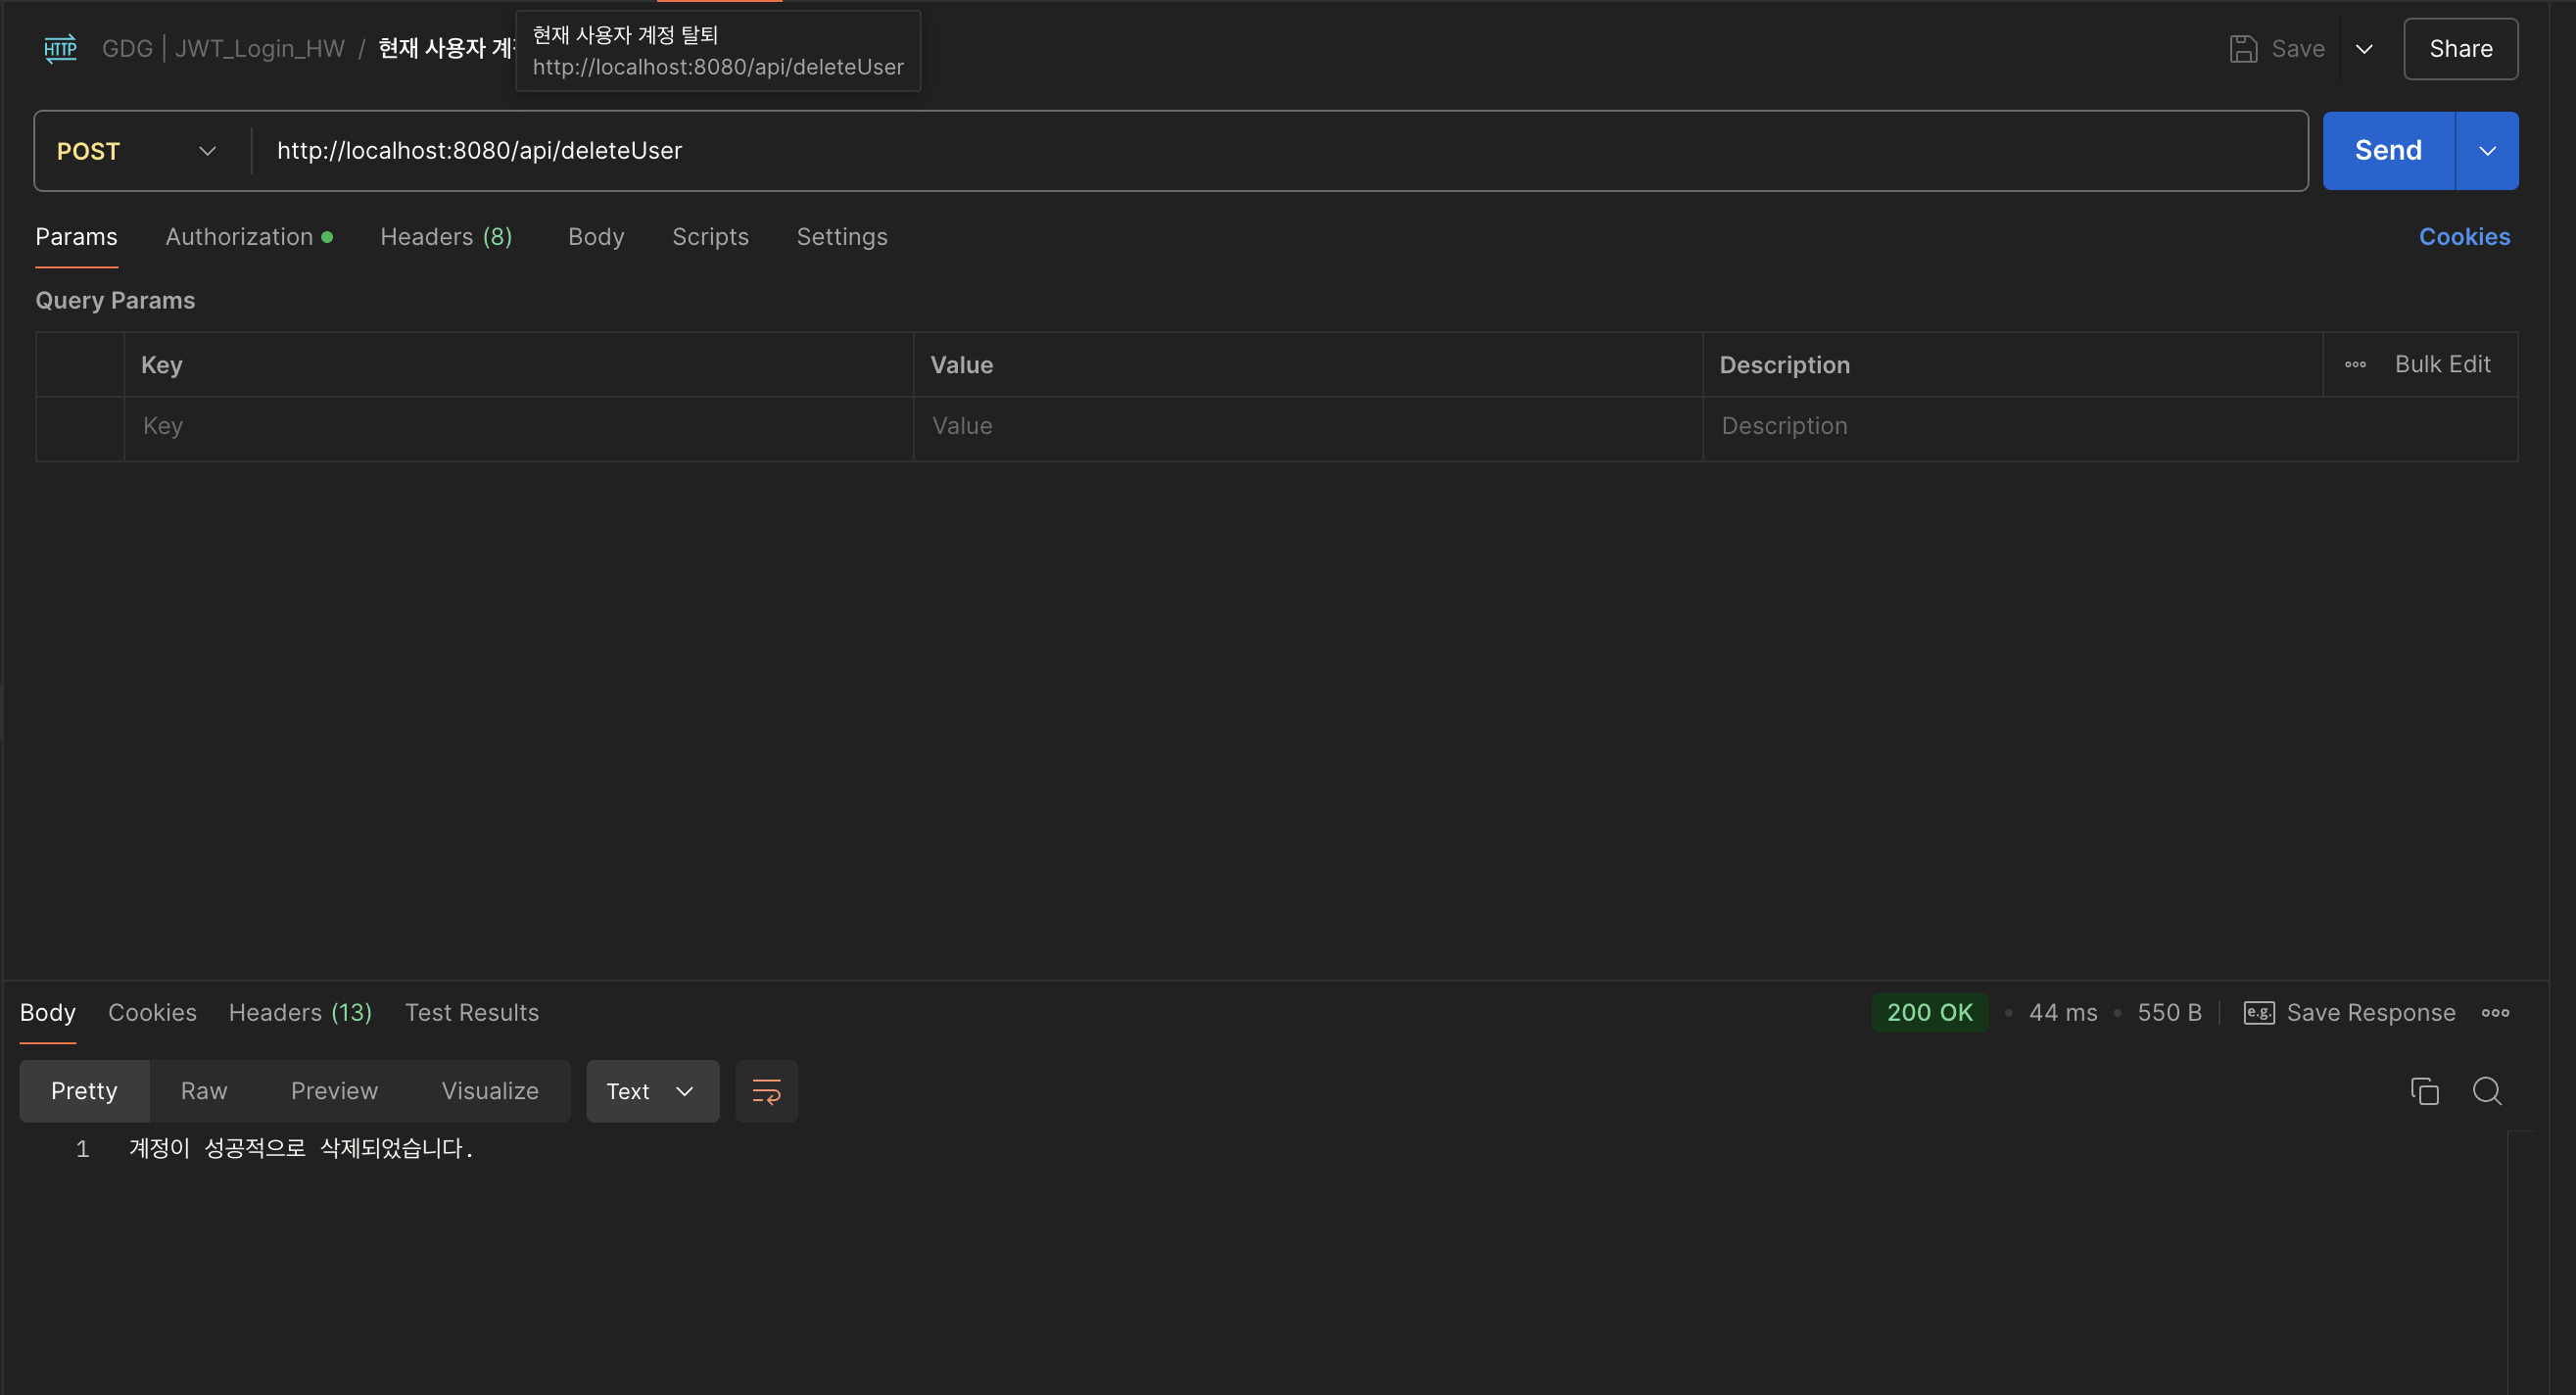 현재 사용자 계정 탈퇴
http://localhost:8080/api/deleteUser
HTTP GDG | JWT_Login_HW / 현재 사용자 Save Share
POST http://localhost:8080/api/deleteUser Send
Params Authorization Headers (8) Body Scripts Settings Cookies
Query Params
Key Value Description Bulk Edit
Key Value Description
Body Cookies Headers (13) Test Results 200 OK • 44 ms • 550 B e.g. Save Response
Pretty Raw Preview Visualize Text
1 계정이 성공적으로 삭제되었습니다.